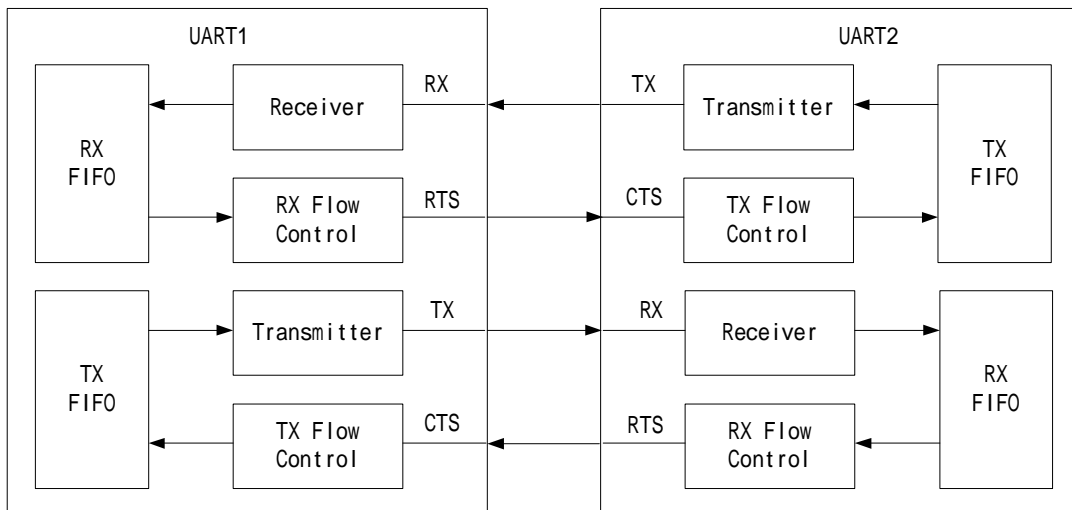 UART1
RX
FIFO
Receiver
RX
RX Flow
Control
RTS
TX
FIFO
Transmitter
TX
TX Flow
Control
CTS
UART2
TX
Transmitter
TX
FIFO
CTS
TX Flow
Control
RX
Receiver
RX
FIFO
RTS
RX Flow
Control